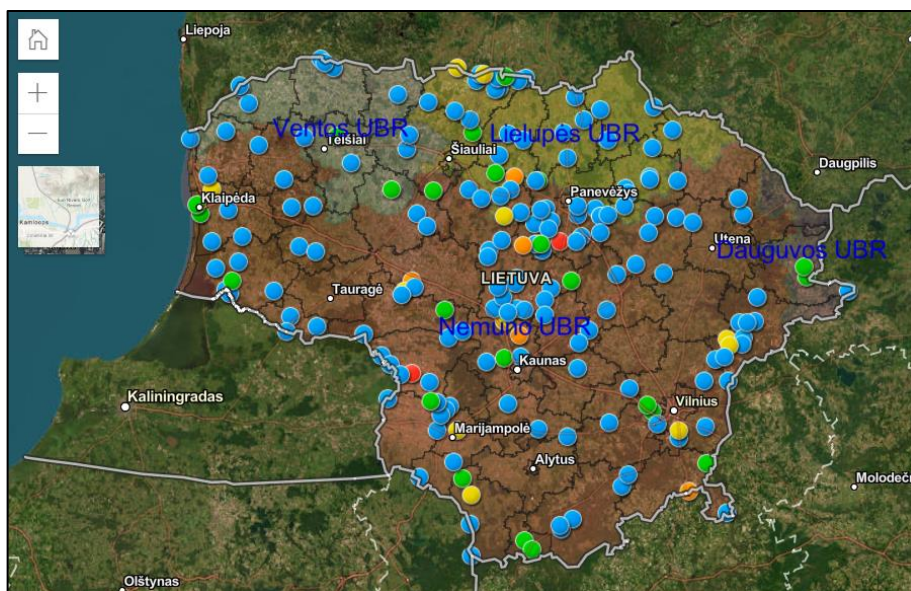 Liepoja
+
−
Ventos UBR
Lielupės UBR
Telšiai
Šiauliai
Daugpilis
Klaipėda
Panevėžys
Utena
Dauguvos UBR
LIETUVA
Tauragė
Nemuno UBR
Kaunas
Kaliningradas
Vilnius
Marijampolė
Alytus
Molodeč
Olštynas